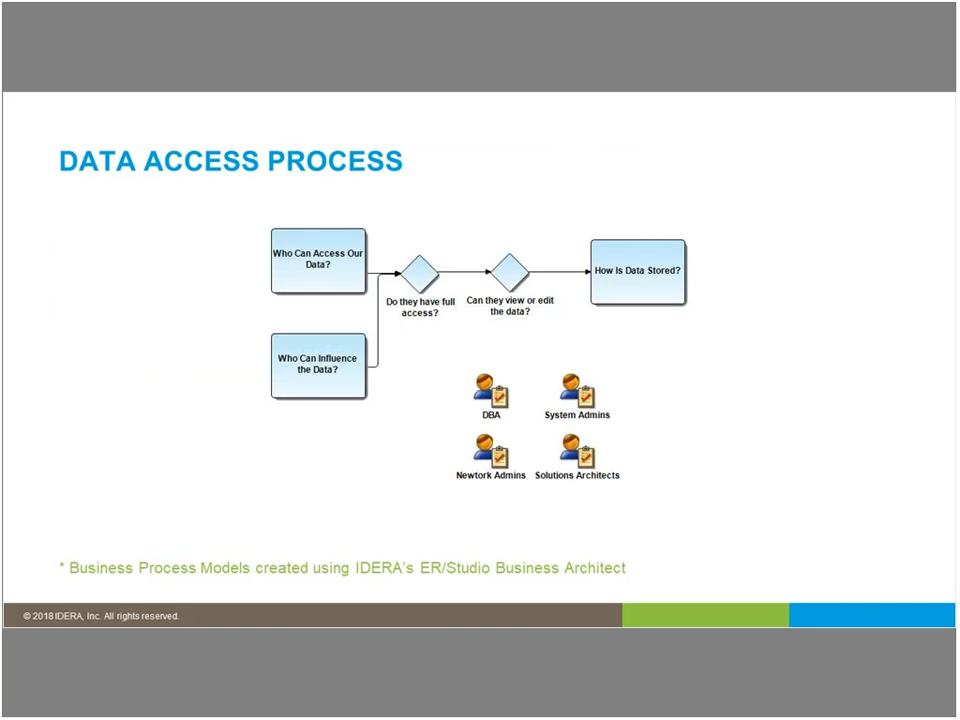 DATA ACCESS PROCESS
Who Can Access Our
Data?
Do they have full
access?
Can they view or edit
the data?
How Is Data Stored?
Who Can Influence
the Data?
DBA
System Admins
Newtork Admins
Solutions Architects
* Business Process Models created using IDERA's ER/Studio Business Architect
© 2018 IDERA, Inc. All rights reserved.